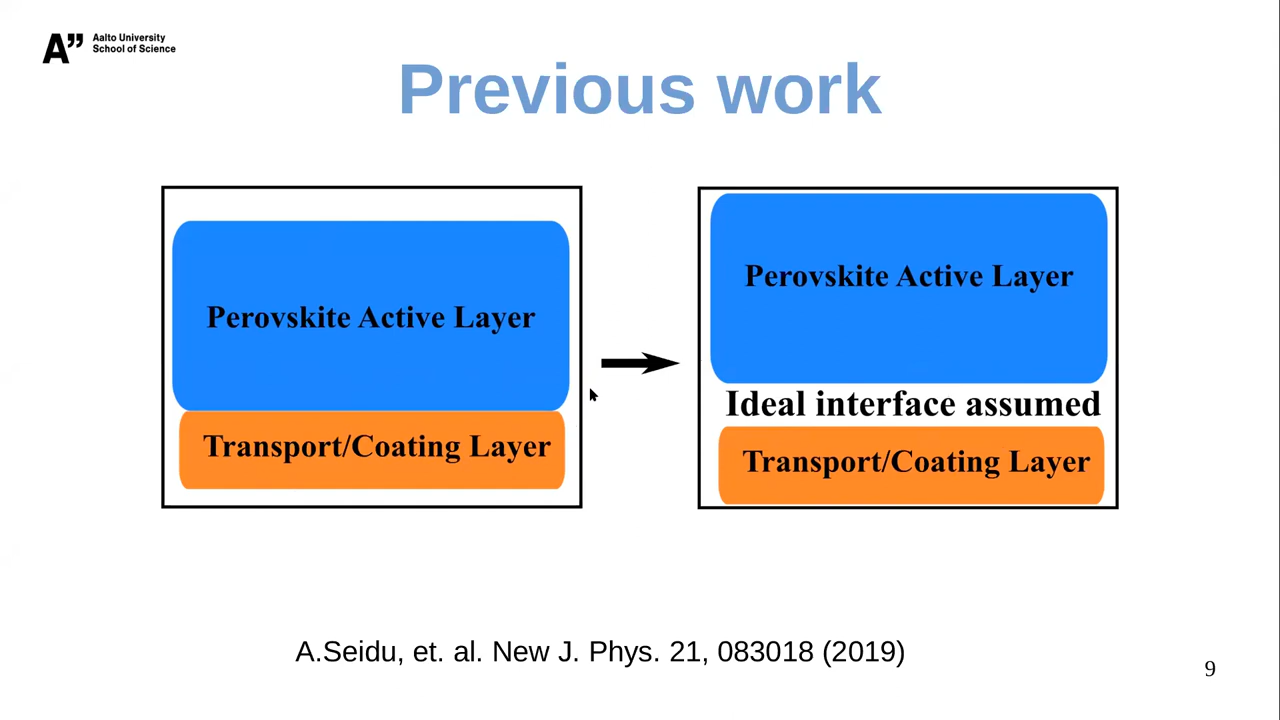 Aalto University
School of Science
Previous work
Perovskite Active Layer
Transport/Coating Layer
Perovskite Active Layer
Ideal interface assumed
Transport/Coating Layer
A.Seidu, et. al. New J. Phys. 21, 083018 (2019)
9